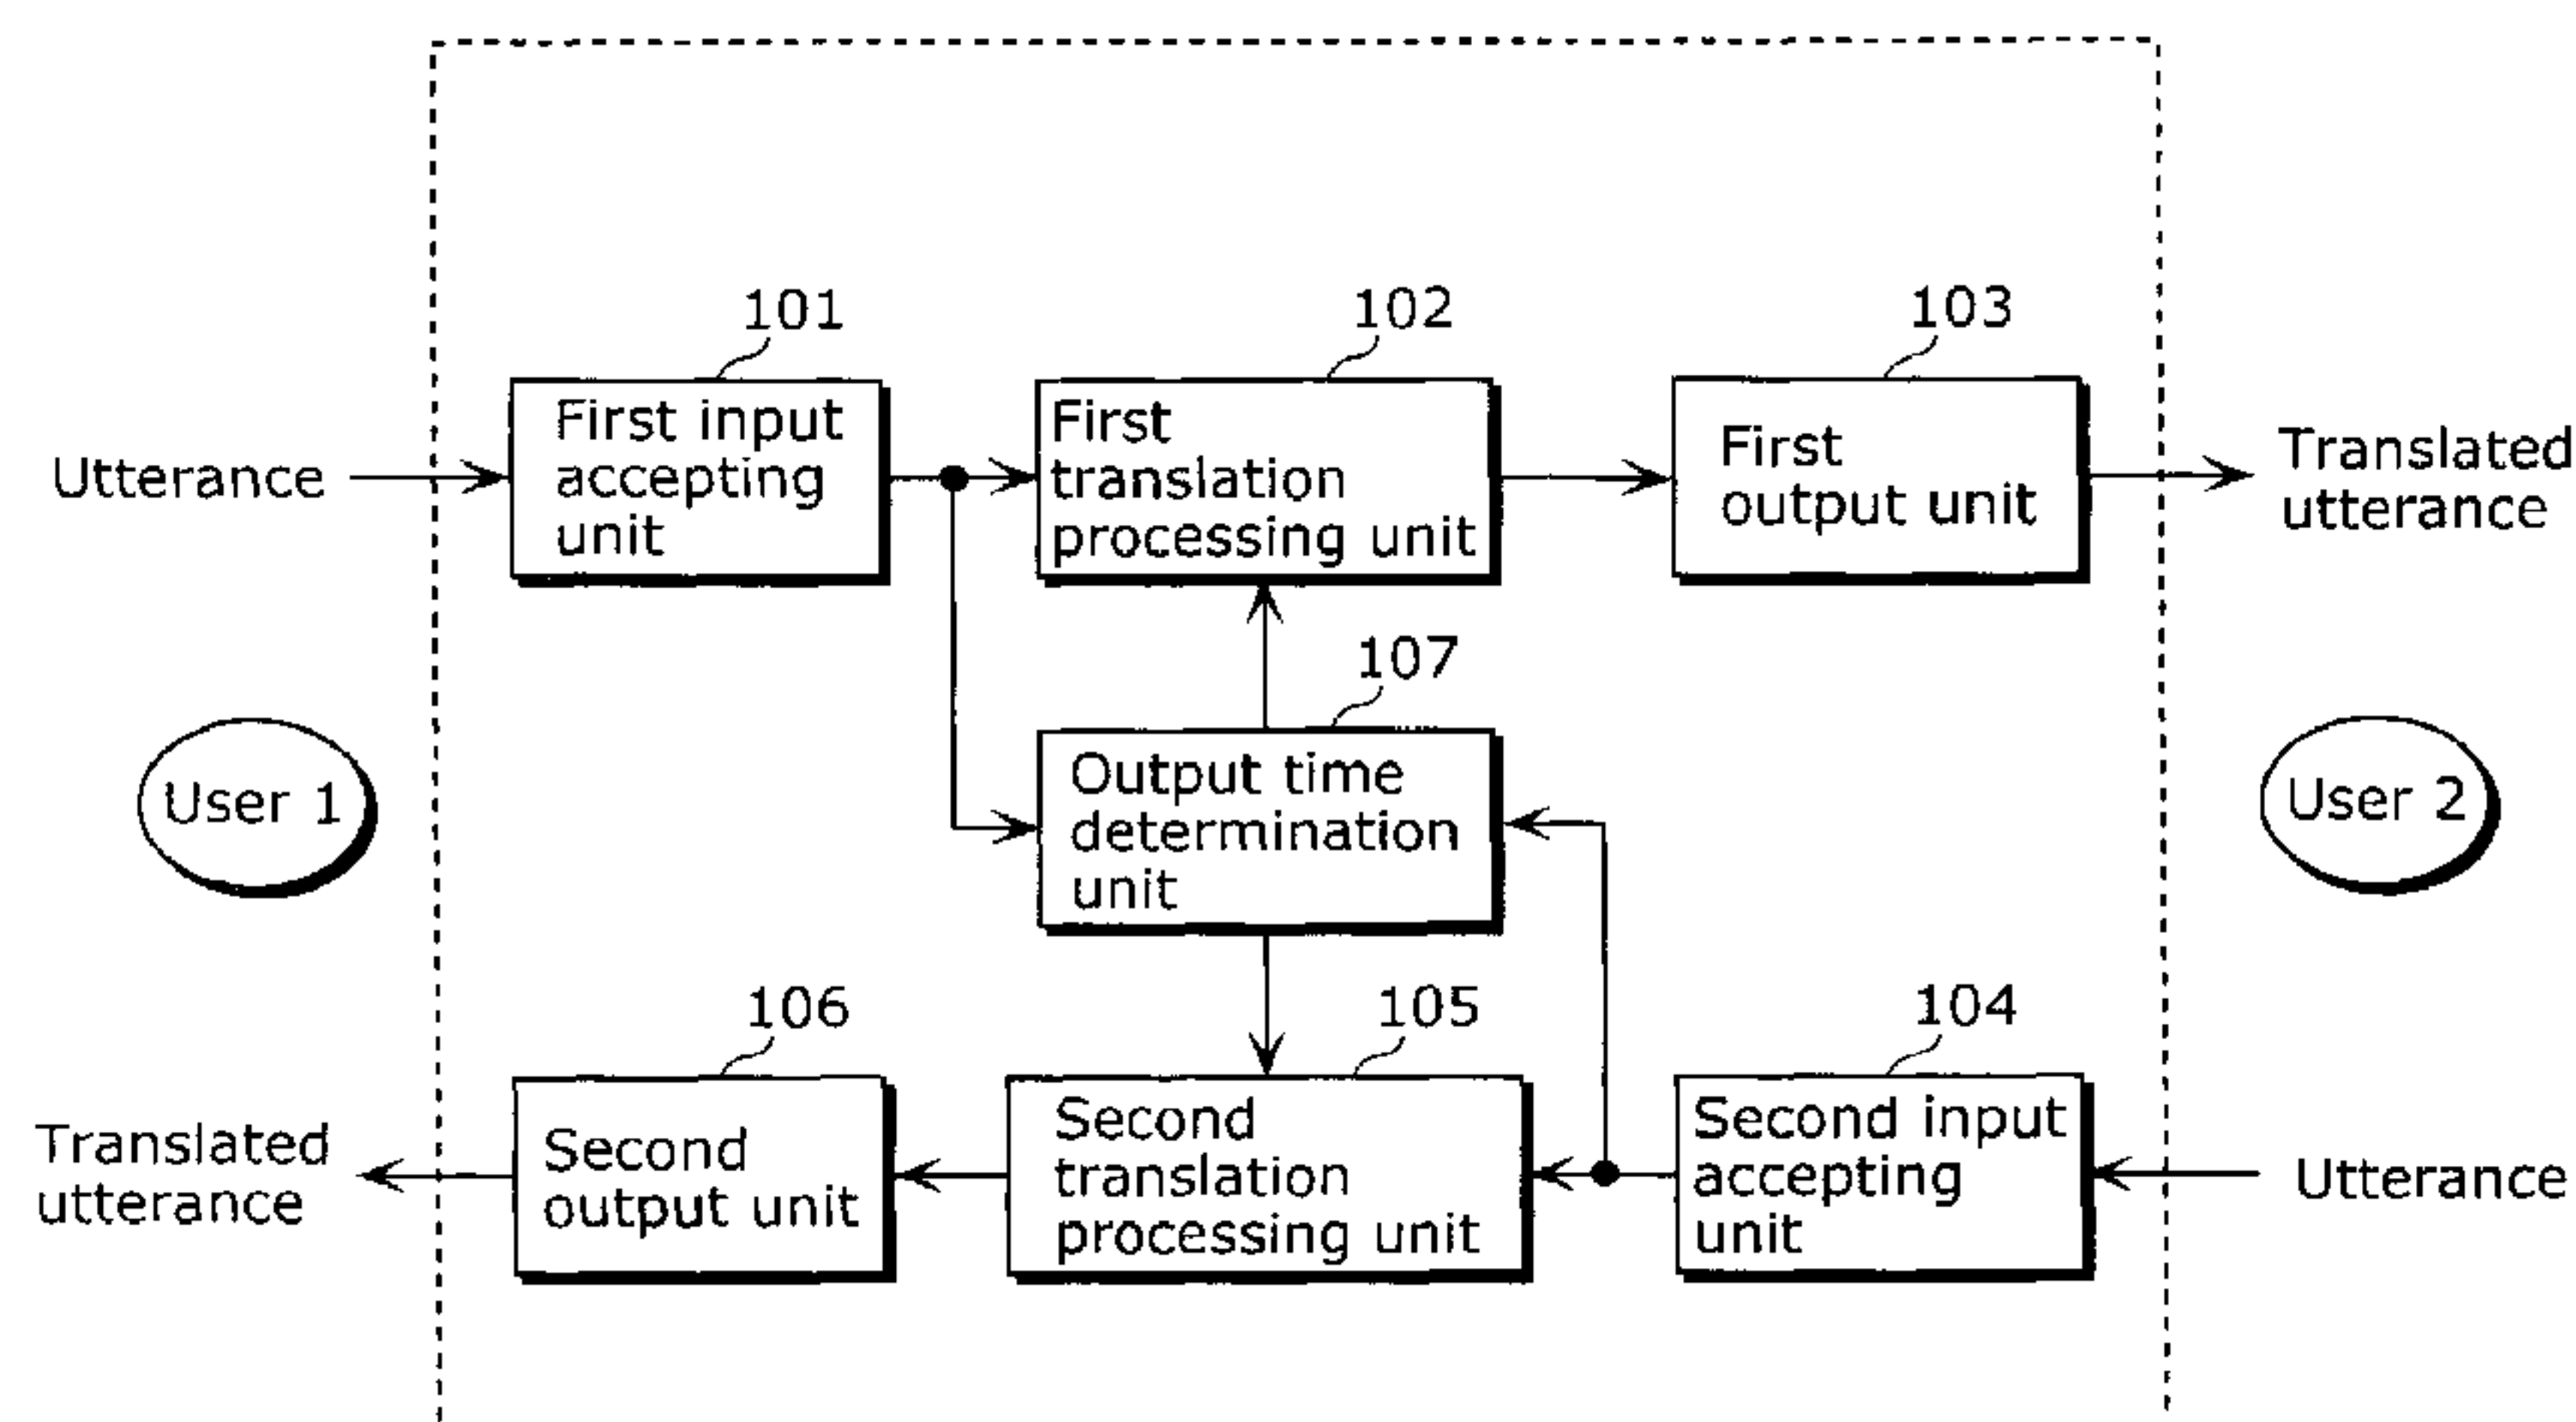 101
102
103
Utterance
First input
accepting
unit
First
translation
processing unit
First
output unit
Translated
utterance
107
User 1
Output time
determination
unit
User 2
106
105
104
Translated
utterance
Second
output unit
Second
translation
processing unit
Second input
accepting
unit
Utterance